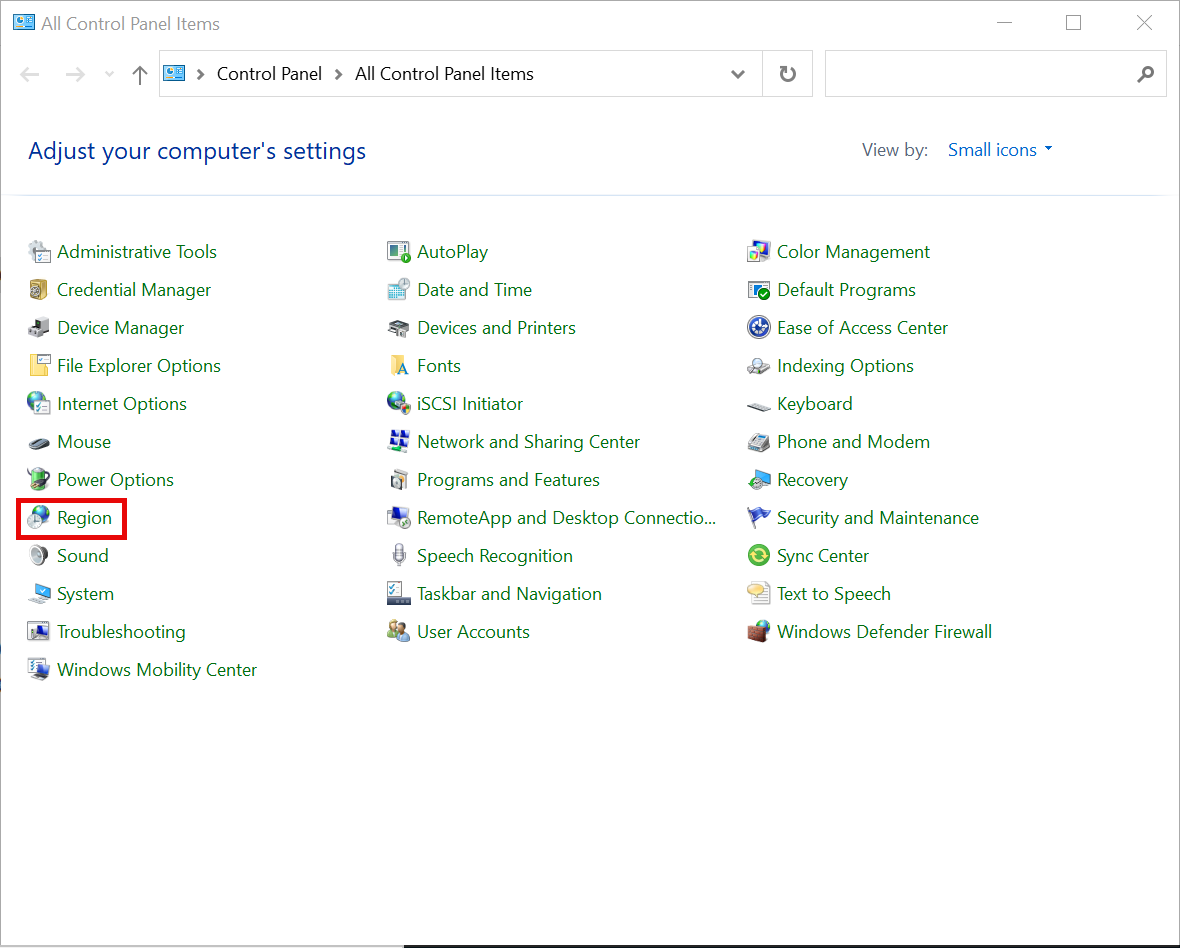 All Control Panel Items
Control Panel All Control Panel Items
Adjust your computer's settings
View by: Small icons
Administrative Tools
AutoPlay
Color Management
Credential Manager
Date and Time
Default Programs
Device Manager
Devices and Printers
Ease of Access Center
File Explorer Options
Fonts
Indexing Options
Internet Options
iSCSI Initiator
Keyboard
Mouse
Network and Sharing Center
Phone and Modem
Power Options
Programs and Features
Recovery
Region
RemoteApp and Desktop Connectio...
Security and Maintenance
Sound
Speech Recognition
Sync Center
System
Taskbar and Navigation
Text to Speech
Troubleshooting
User Accounts
Windows Defender Firewall
Windows Mobility Center